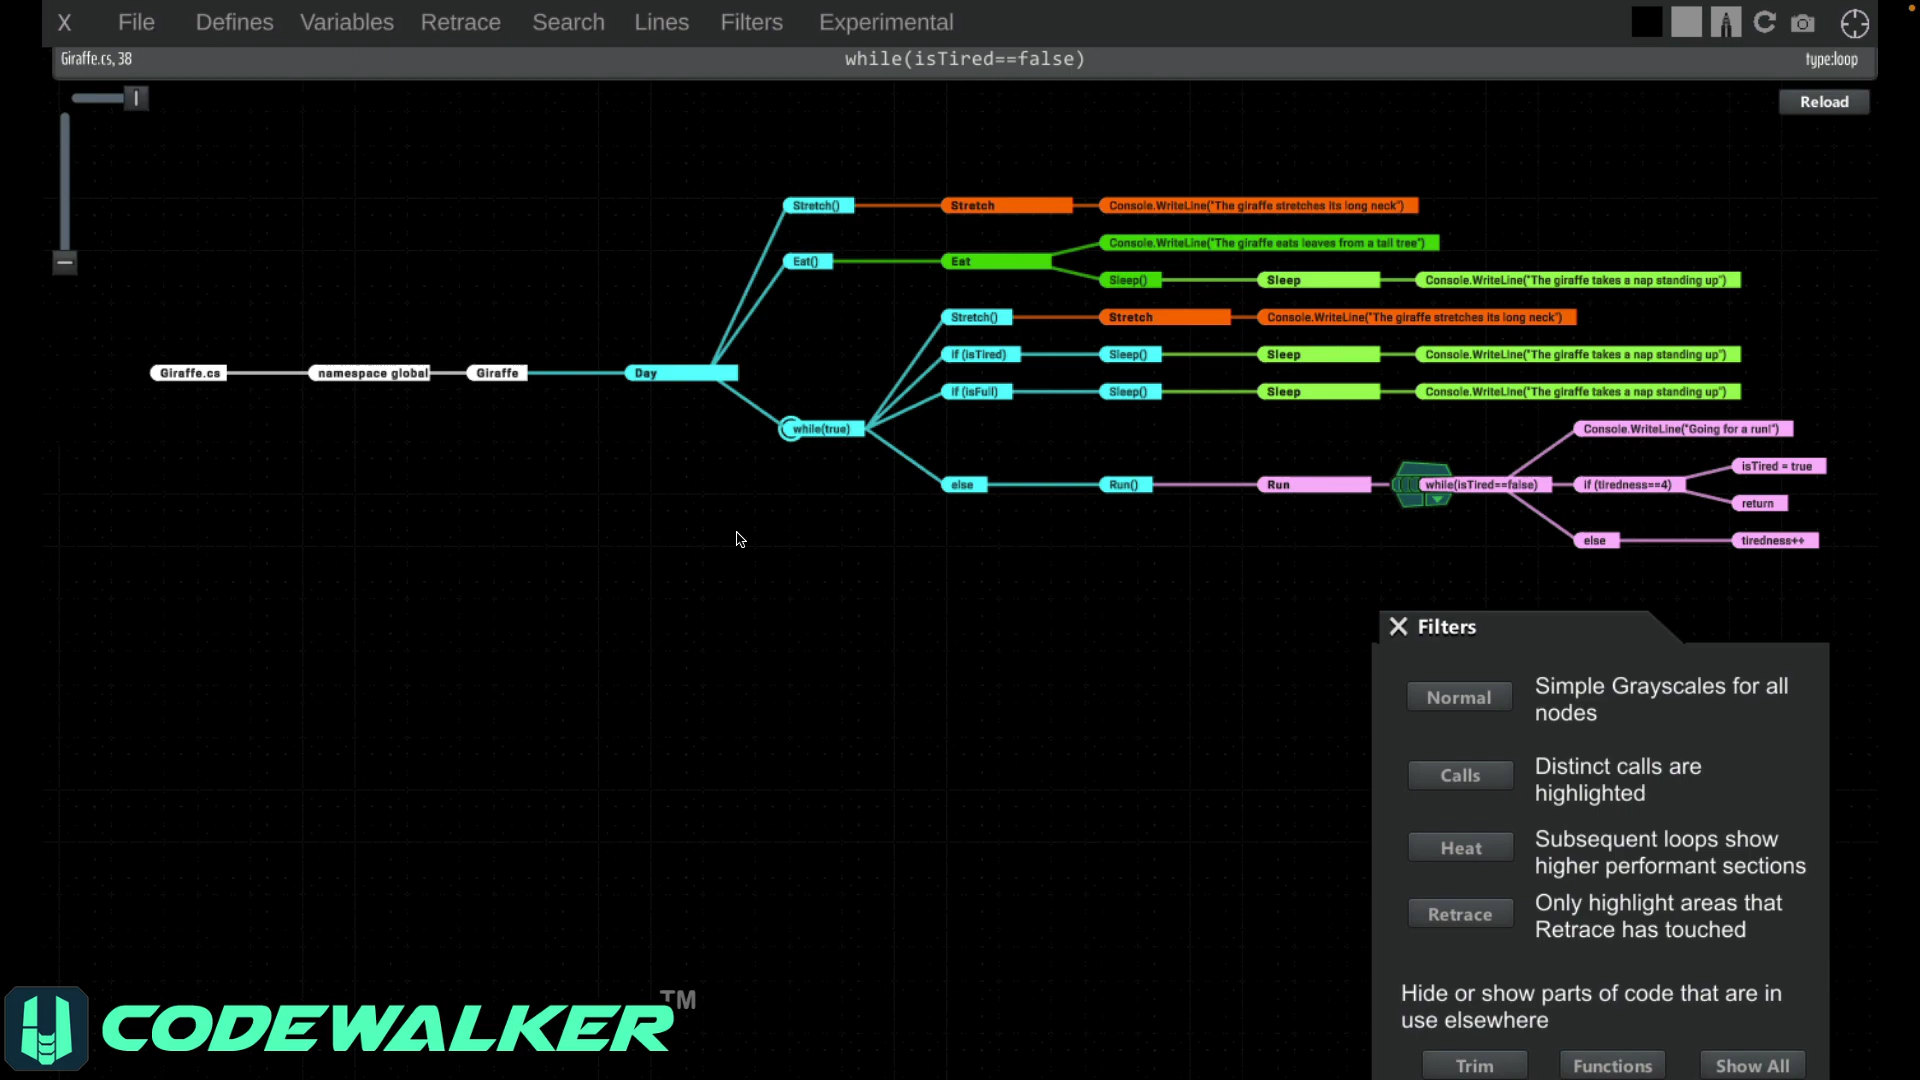 X File Defines Variables Retrace Search Lines Filters Experimental
Giraffe.cs, 38 while(isTired==false) type:loop
Reload
Stretch() Stretch Console.WriteLine("The giraffe stretches its long neck")
Console.WriteLine("The giraffe eats leaves from a tall tree")
Eat() Eat
Sleep() Sleep Console.WriteLine("The giraffe takes a nap standing up")
Stretch() Stretch Console.WriteLine("The giraffe stretches its long neck")
if (isTired) Sleep() Sleep Console.WriteLine("The giraffe takes a nap standing up")
Giraffe.cs namespace global Giraffe Day
if (isFull) Sleep() Sleep Console.WriteLine("The giraffe takes a nap standing up")
while(true) Console.WriteLine("Going for a run!")
isTired = true
else Run() Run while(isTired==false) if (tiredness==4)
return
else tiredness++
X Filters
Normal
Simple Grayscales for all
nodes
Calls
Distinct calls are
highlighted
Heat
Subsequent loops show
higher performant sections
Retrace
Only highlight areas that
Retrace has touched
Hide or show parts of code that are in
use elsewhere
Trim Functions Show All
CODEWALKER TM